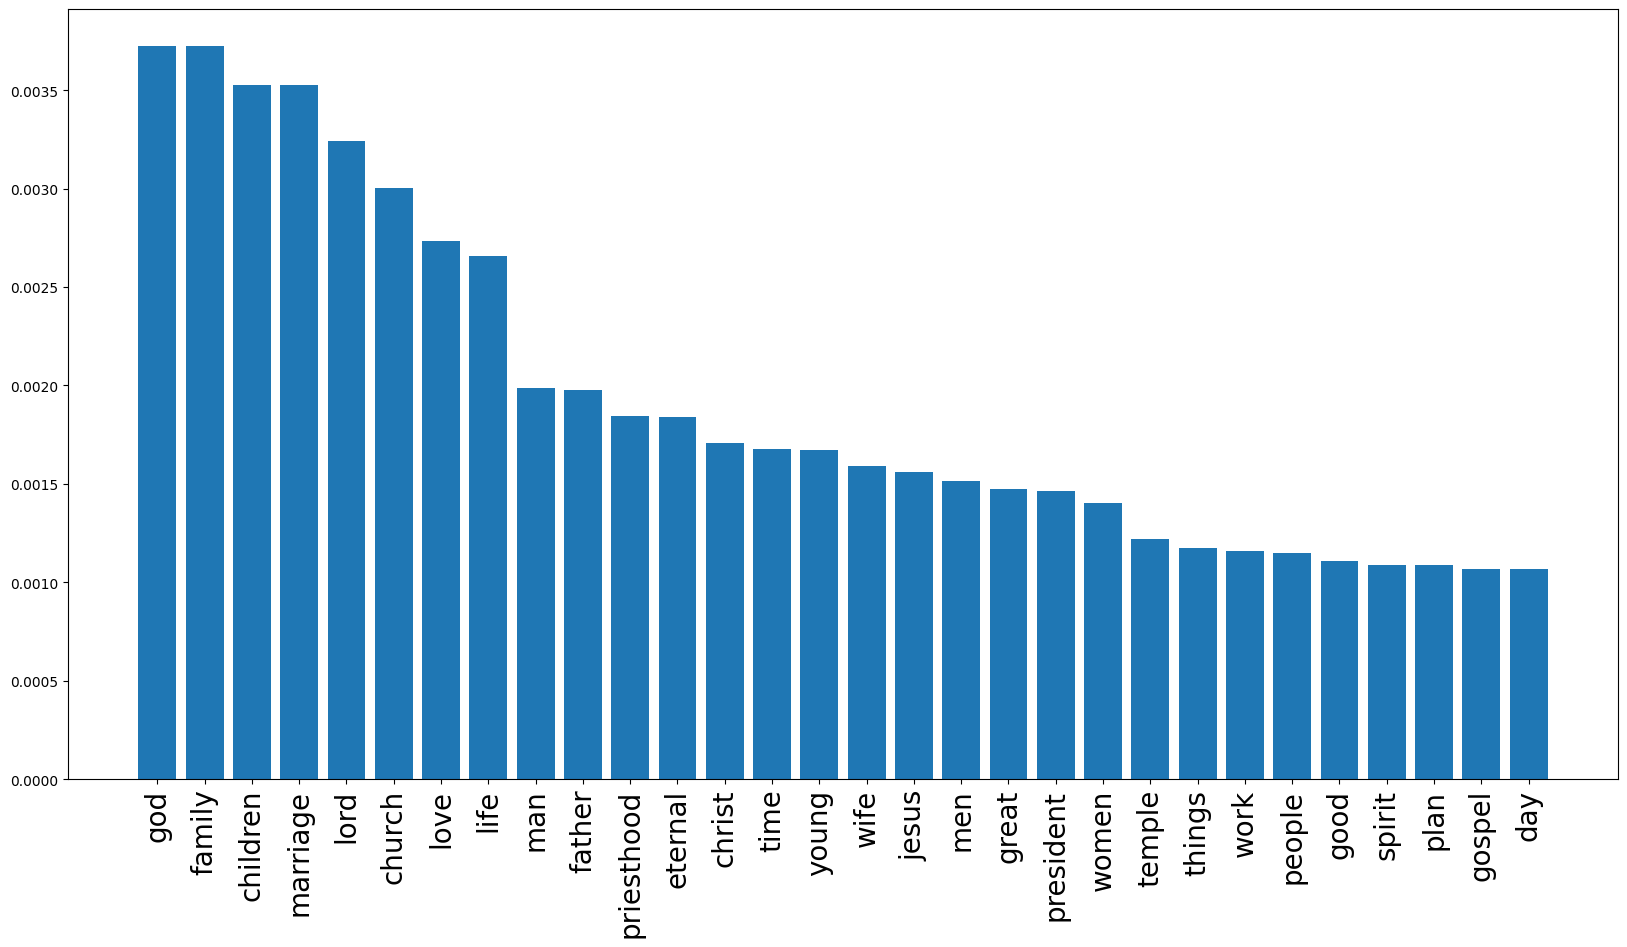 0.0035
0.0030
0.0025
0.0020
0.0015
0.0010
0.0005
0.0000
god
family
children
marriage
lord
church
love
life
man
father
priesthood
eternal
christ
time
young
wife
jesus
men
great
president
women
temple
things
work
people
good
spirit
plan
gospel
day